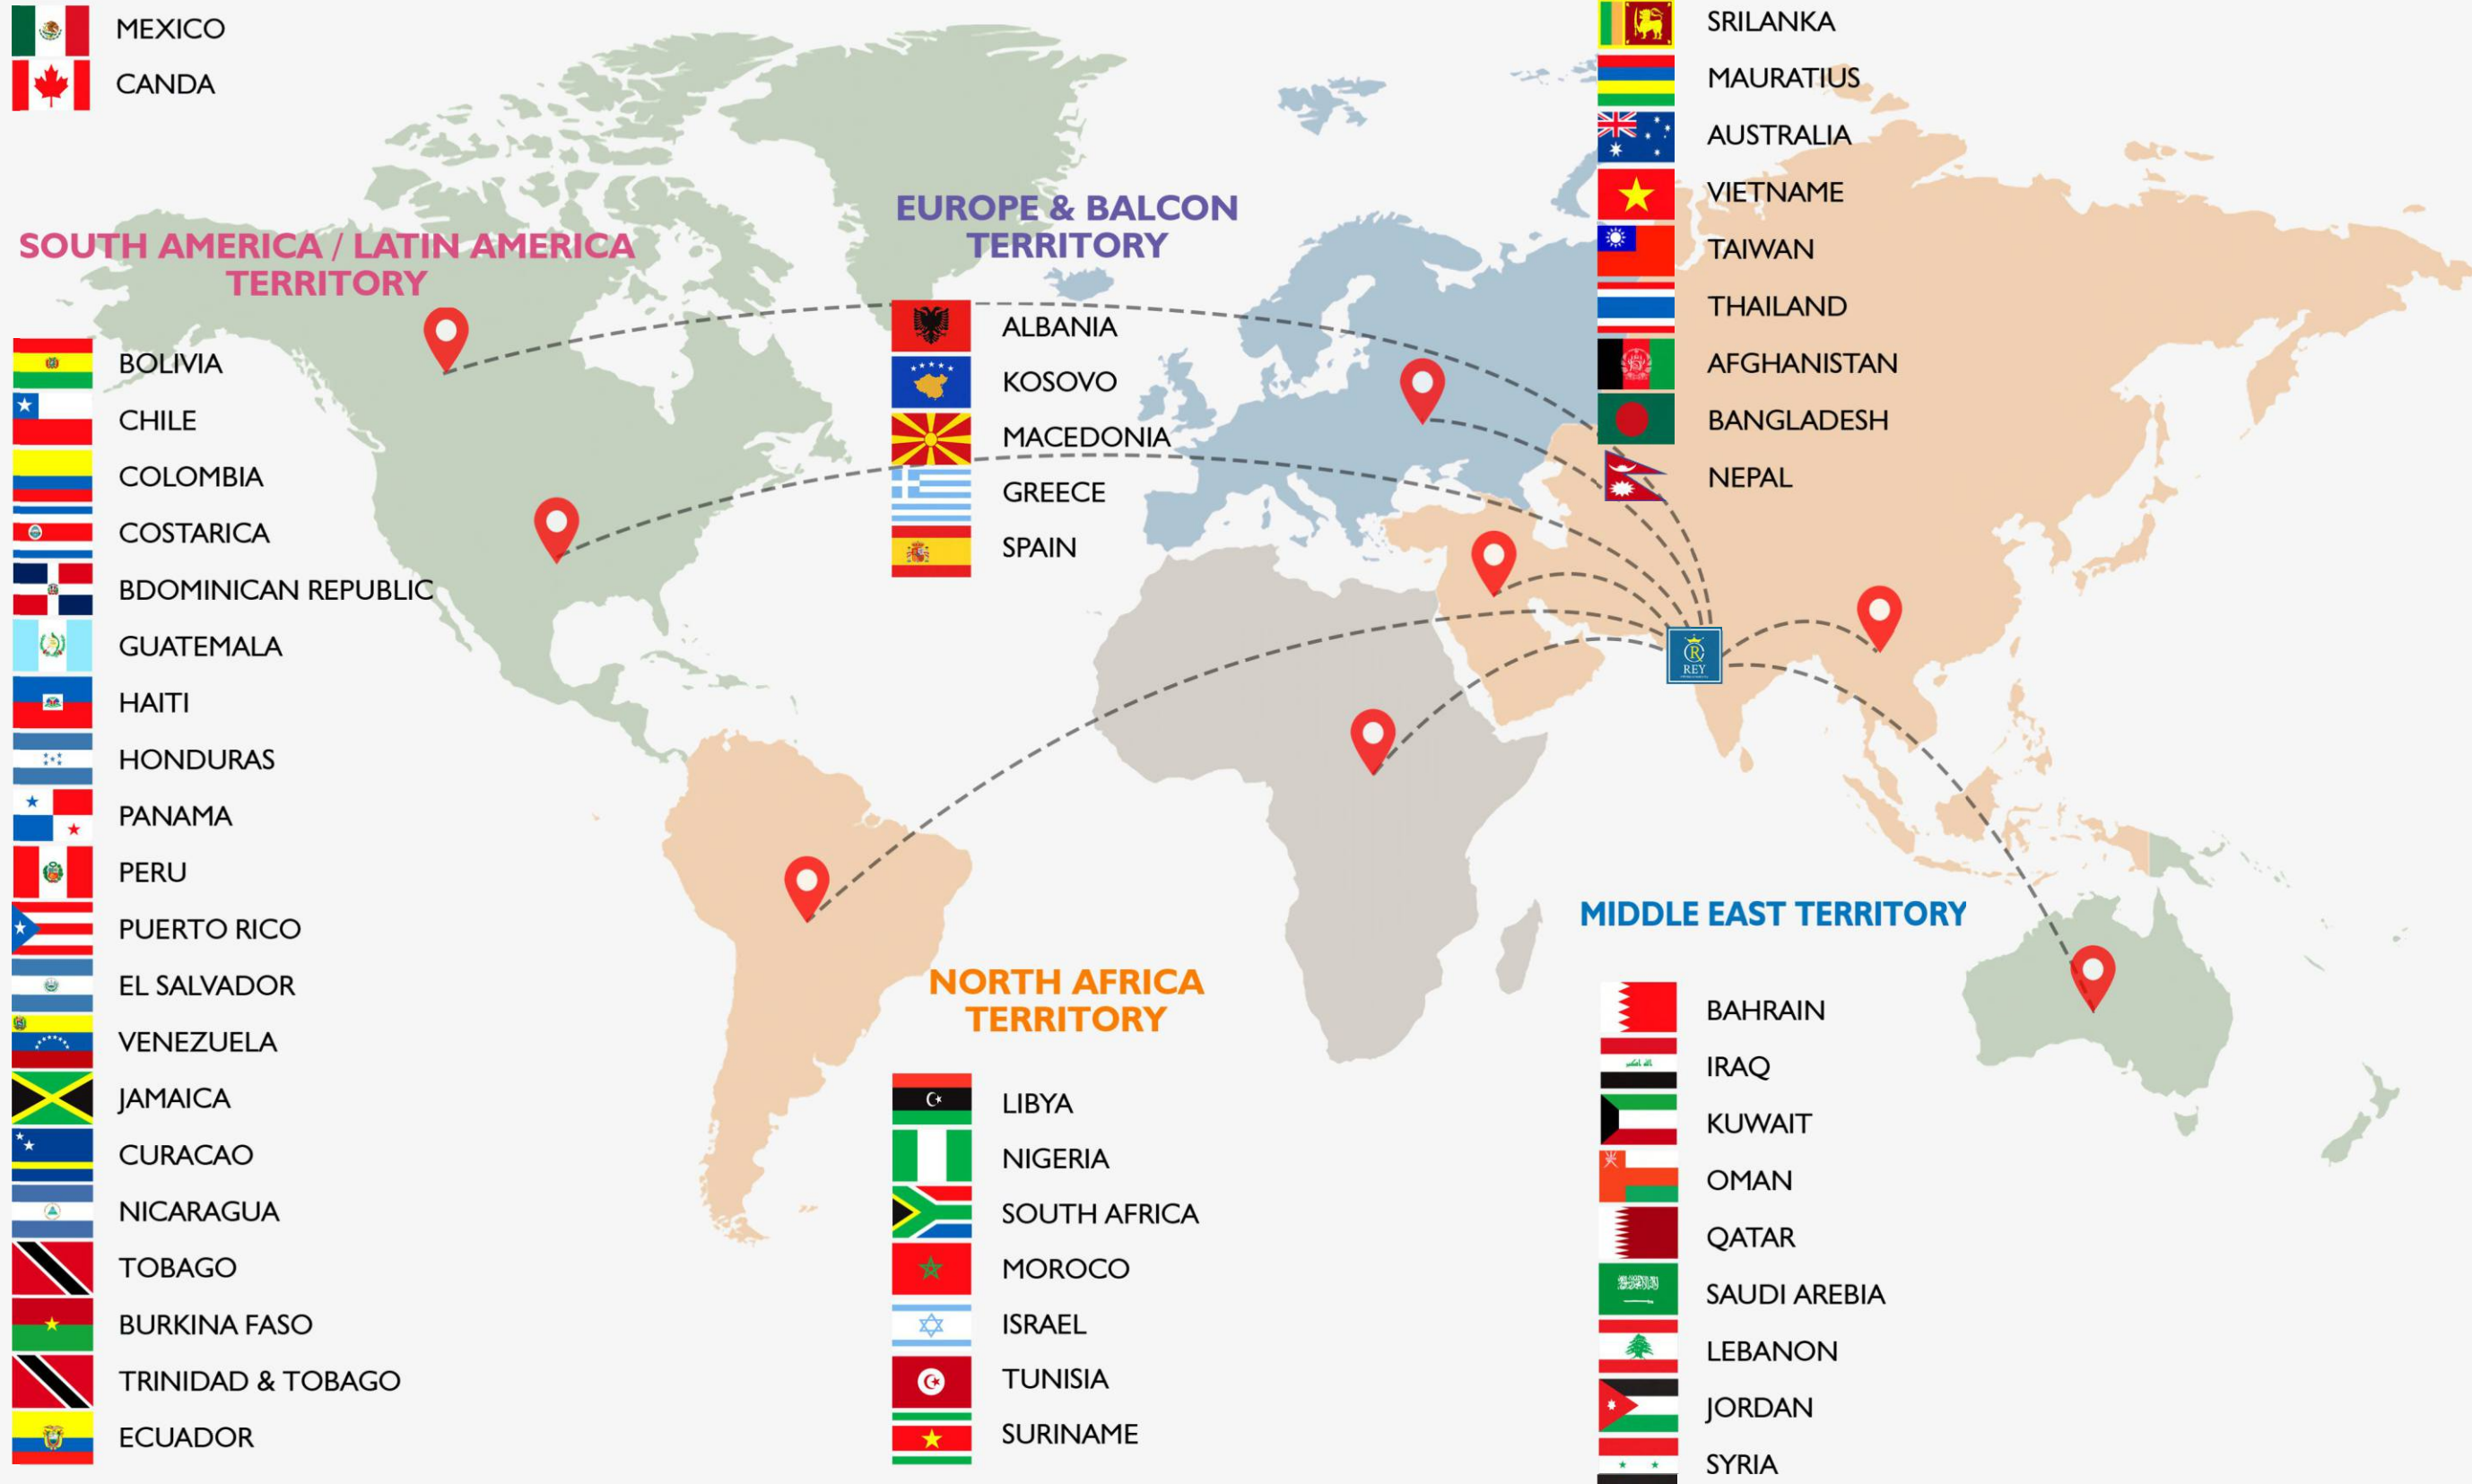 MEXICO
CANDA
SOUTH AMERICA / LATIN AMERICA
TERRITORY
BOLIVIA
CHILE
COLOMBIA
COSTARICA
BDOMINICAN REPUBLIC
GUATEMALA
HAITI
HONDURAS
PANAMA
PERU
PUERTO RICO
EL SALVADOR
VENEZUELA
JAMAICA
CURACAO
NICARAGUA
TOBAGO
BURKINA FASO
TRINIDAD & TOBAGO
ECUADOR
EUROPE & BALCON
TERRITORY
ALBANIA
KOSOVO
MACEDONIA
GREECE
SPAIN
NORTH AFRICA
TERRITORY
LIBYA
NIGERIA
SOUTH AFRICA
MOROCO
ISRAEL
TUNISIA
SURINAME
SRILANKA
MAURATIUS
AUSTRALIA
VIETNAME
TAIWAN
THAILAND
AFGHANISTAN
BANGLADESH
NEPAL
R
REY
MIDDLE EAST TERRITORY
BAHRAIN
IRAQ
KUWAIT
OMAN
QATAR
SAUDI AREBIA
LEBANON
JORDAN
SYRIA